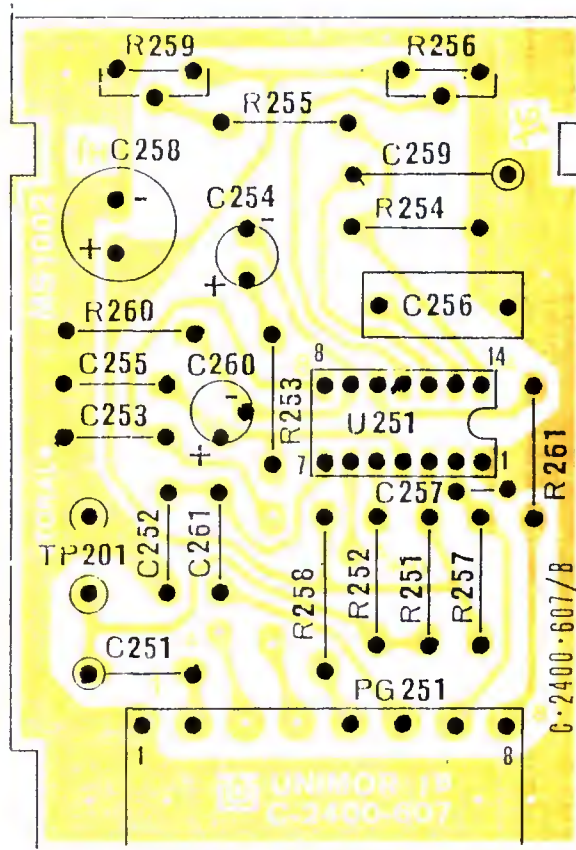 R259
R256
R255
C258
C259
C254
-
-
R254
+
+
MS1002
C256
R260
C255
C260
8
14
R253
-
U251
C253
+
7
1
R261
C257
TP201
C252
C261
R258
R252
R251
R257
C251
PG251
C·2400·607/B
1
8
UNIMOR
C-2400-607